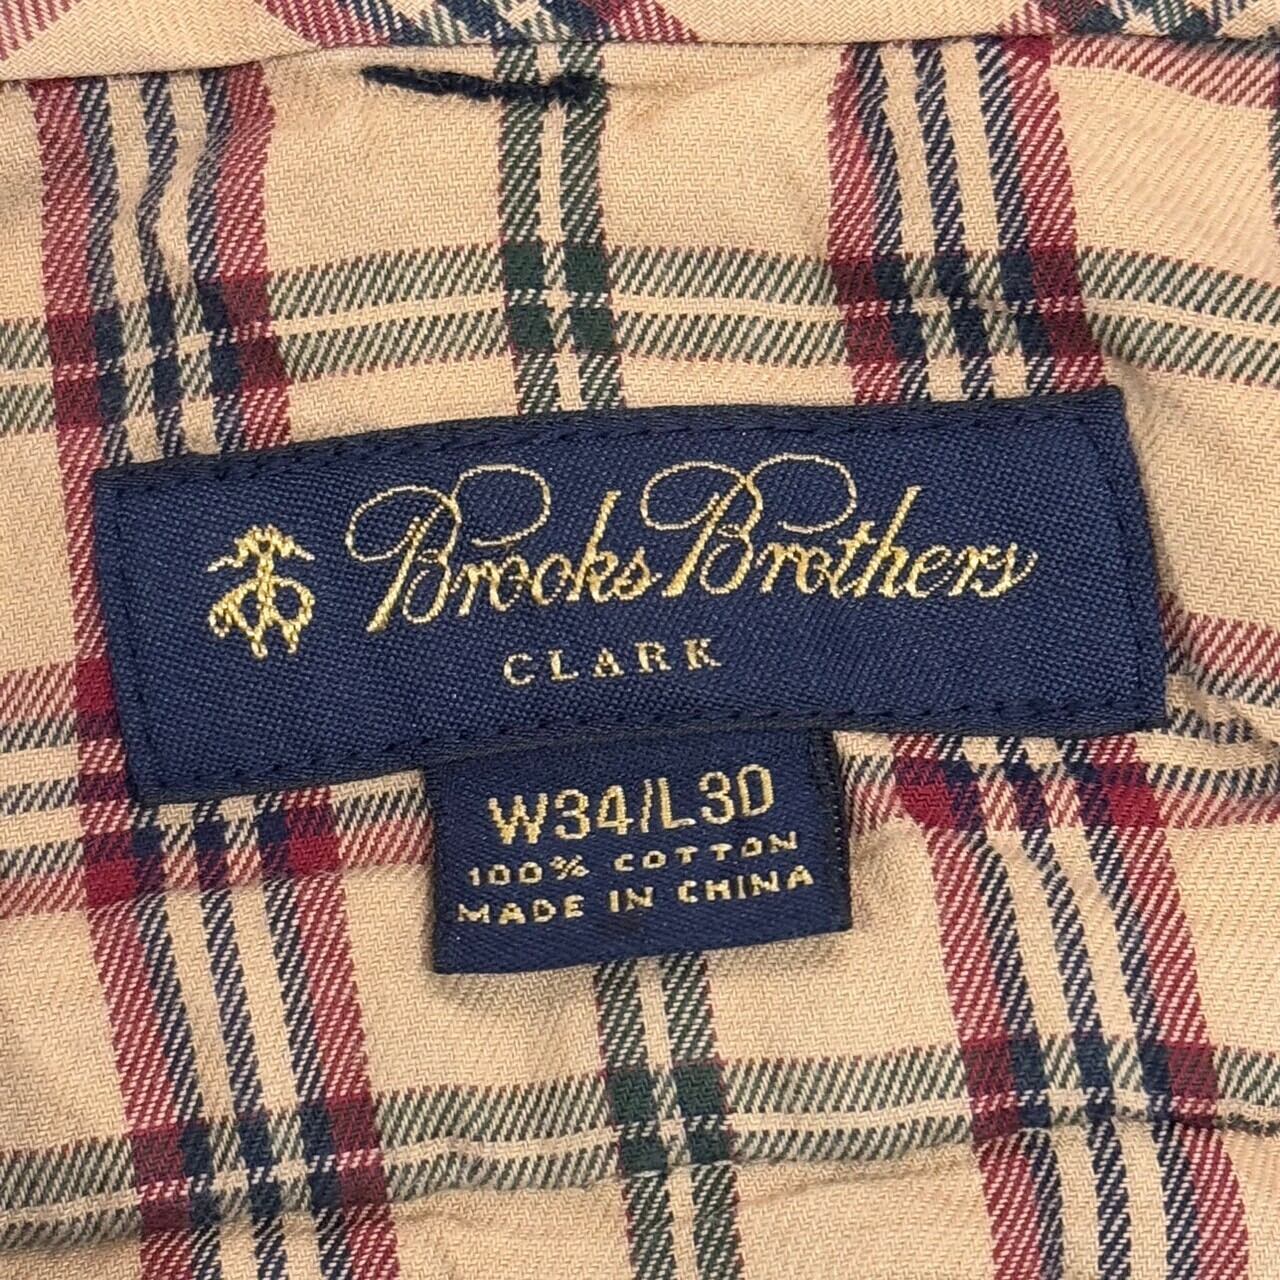 Brooks Brothers
CLARK
W34/L30
100% COTTON
MADE IN CHINA